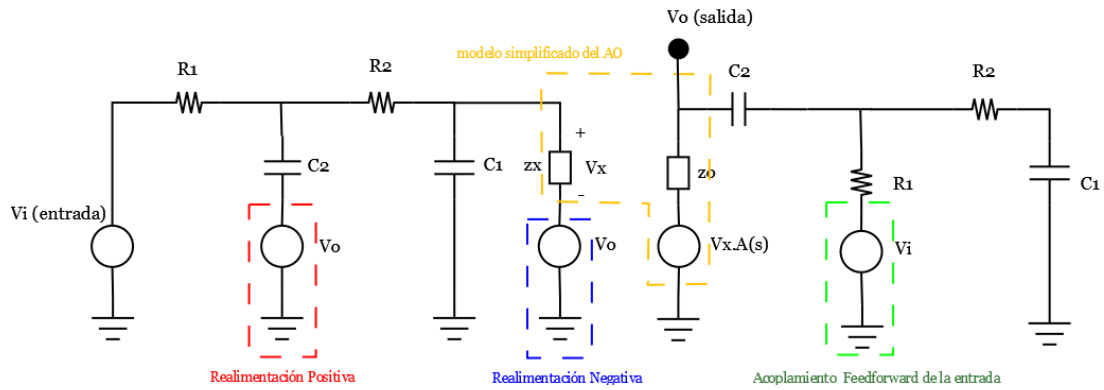 Vo (salida)
modelo simplificado del AO
R1
R2
C2
R2
+
C2
C1
zx
Vx
zo
R1
C1
-
Vi (entrada)
Vo
Vo
Vx.A(s)
Vi
Realimentación Positiva
Realimentación Negativa
Acoplamiento Feedforward de la entrada